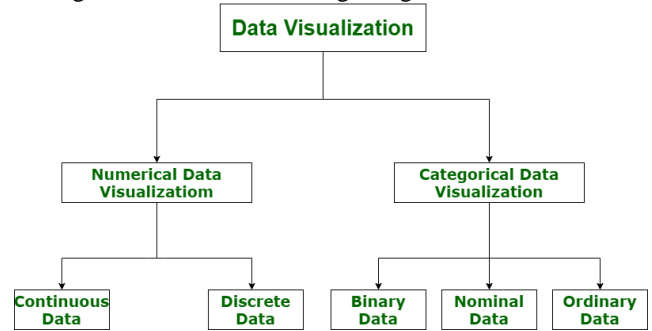 Data Visualization
Numerical Data
Visualizatiom
Categorical Data
Visualization
Continuous
Data
Discrete
Data
Binary
Data
Nominal
Data
Ordinary
Data